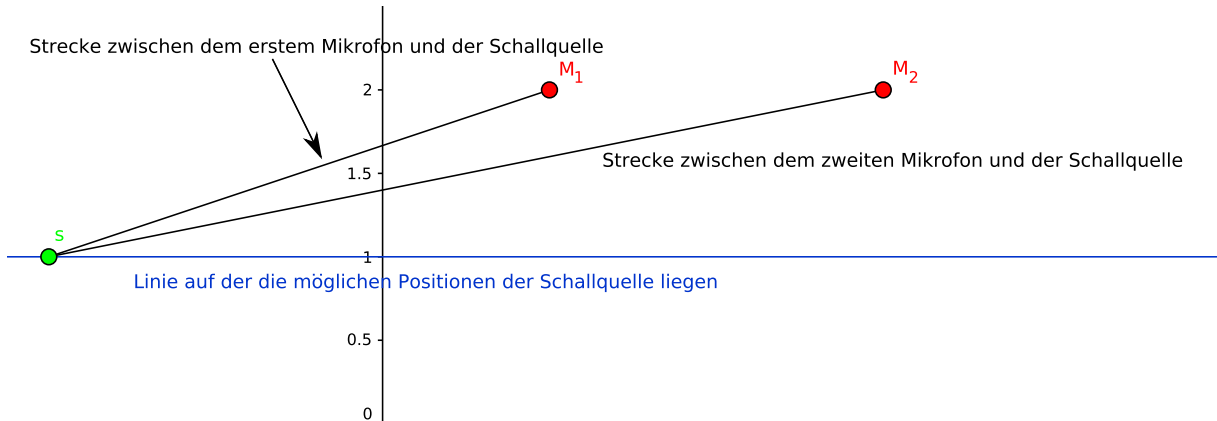 Strecke zwischen dem erstem Mikrofon und der Schallquelle
M1
M2
2
Strecke zwischen dem zweiten Mikrofon und der Schallquelle
1.5
s
1
Linie auf der die möglichen Positionen der Schallquelle liegen
0.5
0